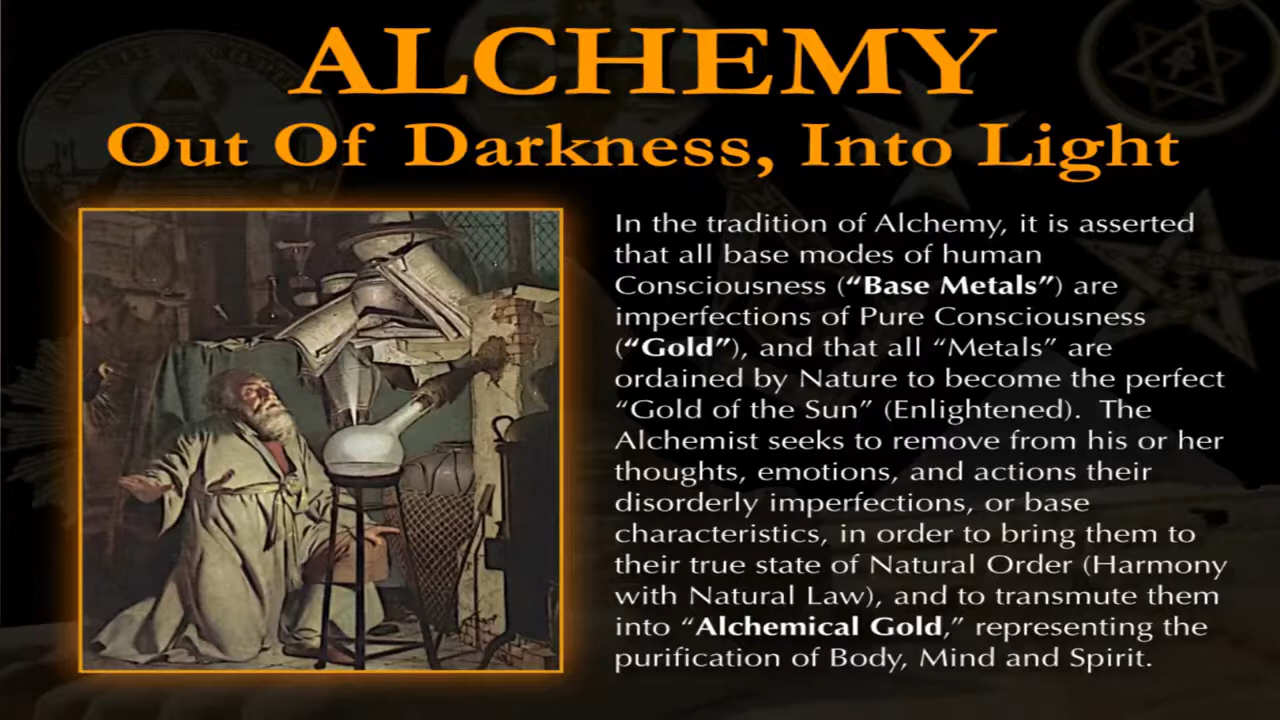 ALCHEMY
Out Of Darkness, Into Light
In the tradition of Alchemy, it is asserted
that all base modes of human
Consciousness (“Base Metals”) are
imperfections of Pure Consciousness
(“Gold”), and that all “Metals” are
ordained by Nature to become the perfect
“Gold of the Sun” (Enlightened).  The
Alchemist seeks to remove from his or her
thoughts, emotions, and actions their
disorderly imperfections, or base
characteristics, in order to bring them to
their true state of Natural Order (Harmony
with Natural Law), and to transmute them
into “Alchemical Gold,” representing the
purification of Body, Mind and Spirit.